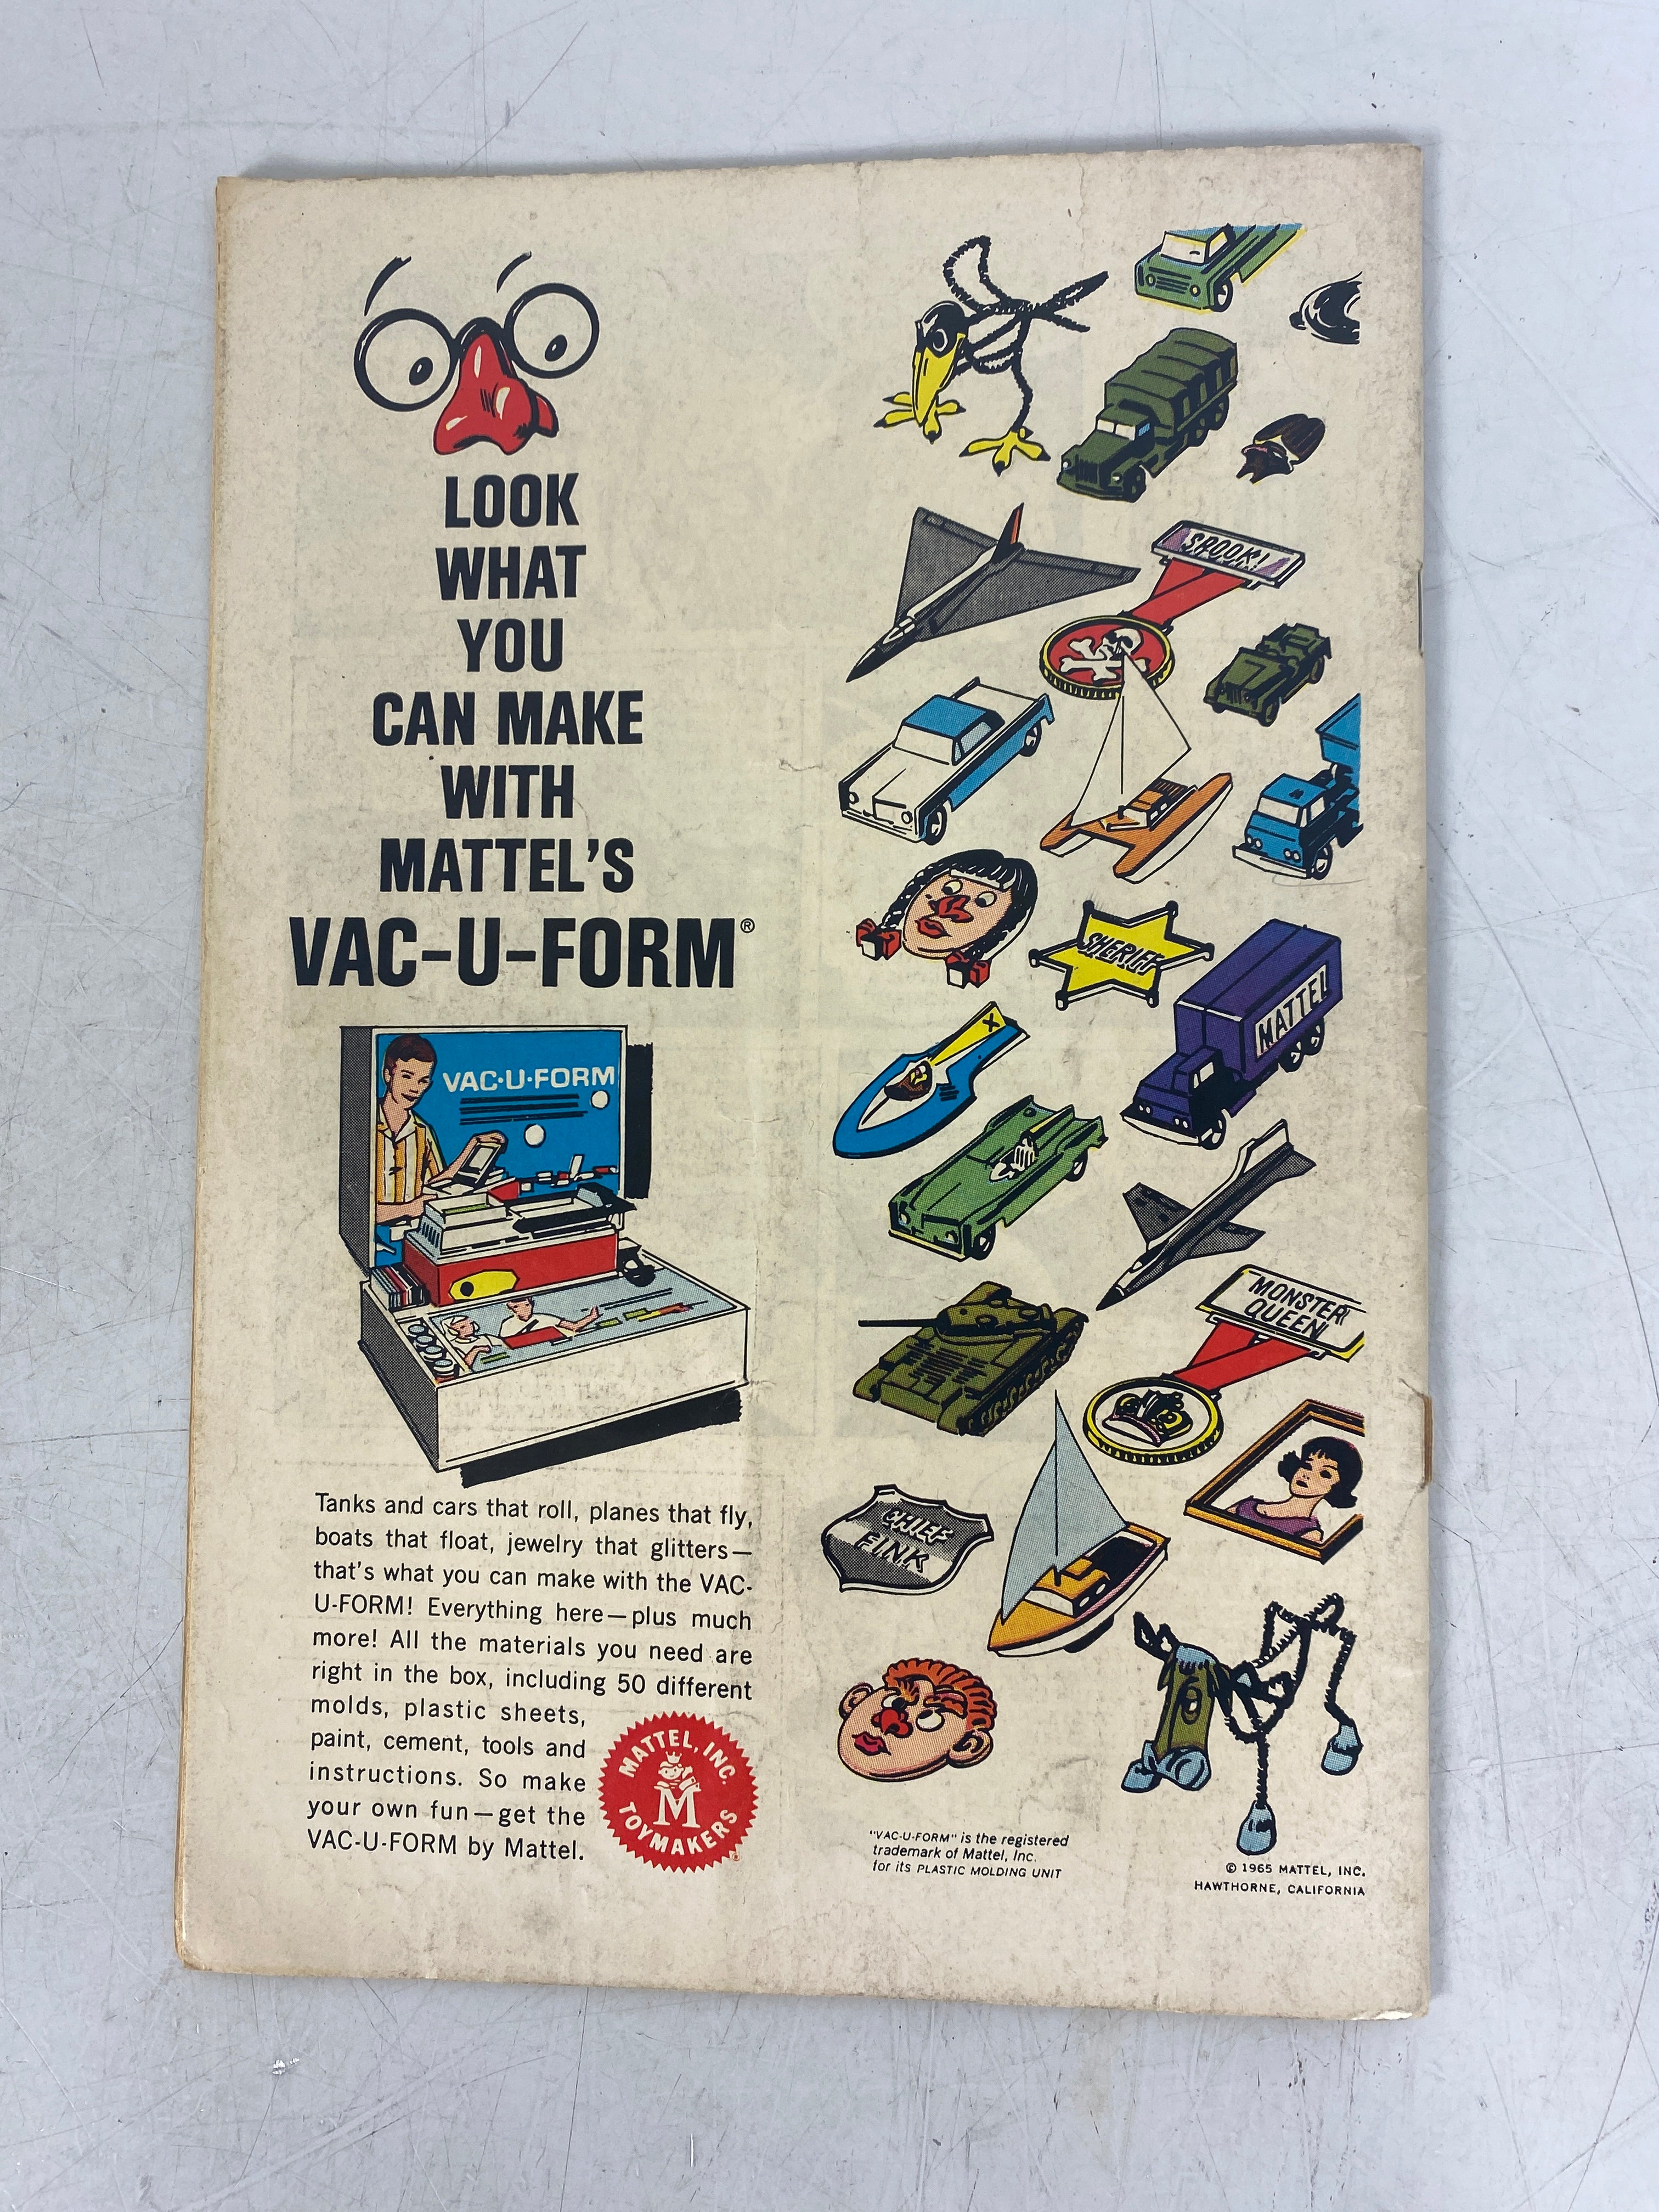 LOOK
WHAT
YOU
CAN MAKE
WITH
MATTEL'S
VAC-U-FORM®
VAC-U-FORM
Tanks and cars that roll, planes that fly,
boats that float, jewelry that glitters—
that's what you can make with the VAC-
U-FORM! Everything here—plus much
more! All the materials you need are
right in the box, including 50 different
molds, plastic sheets,
paint, cement, tools and
instructions. So make
your own fun—get the
VAC-U-FORM by Mattel.
MATTEL, INC.
M
TOYMAKERS
SPOOK!
SHERIFF
MATTEL
X
MONSTER
QUEEN
CHIEF
FINK
"VAC-U-FORM" is the registered
trademark of Mattel, Inc.
for its PLASTIC MOLDING UNIT
© 1965 MATTEL, INC.
HAWTHORNE, CALIFORNIA